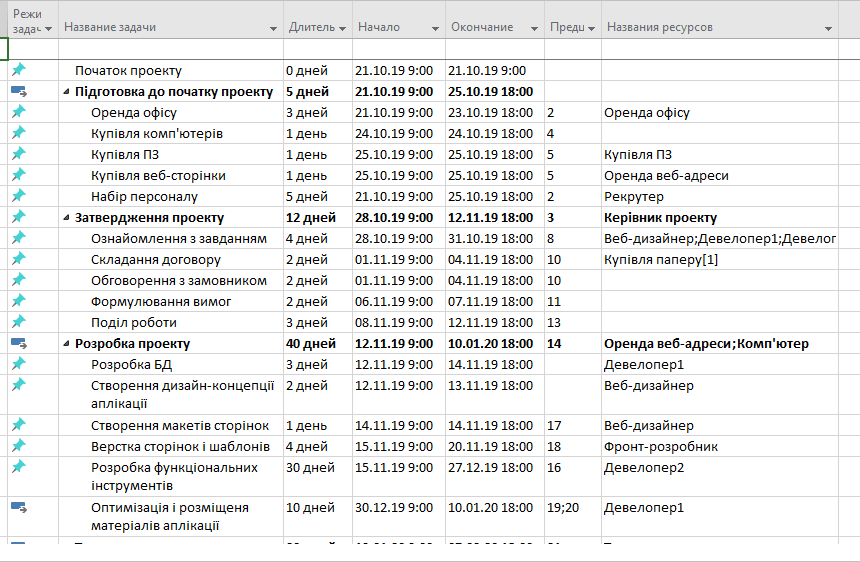 Режи задач Название задачи Длитель Начало Окончание Предш Названия ресурсов
Початок проекту 0 дней 21.10.19 9:00 21.10.19 9:00
Підготовка до початку проекту 5 дней 21.10.19 9:00 25.10.19 18:00
Оренда офісу 3 дней 21.10.19 9:00 23.10.19 18:00 2 Оренда офісу
Купівля комп'ютерів 1 день 24.10.19 9:00 24.10.19 18:00 4
Купівля ПЗ 1 день 25.10.19 9:00 25.10.19 18:00 5 Купівля ПЗ
Купівля веб-сторінки 1 день 25.10.19 9:00 25.10.19 18:00 5 Оренда веб-адреси
Набір персоналу 5 дней 21.10.19 9:00 25.10.19 18:00 2 Рекрутер
Затвердження проекту 12 дней 28.10.19 9:00 12.11.19 18:00 3 Керівник проекту
Ознайомлення з завданням 4 дней 28.10.19 9:00 31.10.19 18:00 8 Веб-дизайнер;Девелопер1;Девелог
Складання договору 2 дней 01.11.19 9:00 04.11.19 18:00 10 Купівля паперу[1]
Обговорення з замовником 2 дней 01.11.19 9:00 04.11.19 18:00 10
Формулювання вимог 2 дней 06.11.19 9:00 07.11.19 18:00 11
Поділ роботи 3 дней 08.11.19 9:00 12.11.19 18:00 13
Розробка проекту 40 дней 12.11.19 9:00 10.01.20 18:00 14 Оренда веб-адреси;Комп'ютер
Розробка БД 3 дней 12.11.19 9:00 14.11.19 18:00 Девелопер1
Створення дизайн-концепції 2 дней 12.11.19 9:00 13.11.19 18:00 Веб-дизайнер
аплікації
Створення макетів сторінок 1 день 14.11.19 9:00 14.11.19 18:00 17 Веб-дизайнер
Верстка сторінок і шаблонів 4 дней 15.11.19 9:00 20.11.19 18:00 18 Фронт-розробник
Розробка функціональних 30 дней 15.11.19 9:00 27.12.19 18:00 16 Девелопер2
інструментів
Оптимізація і розміщеня 10 дней 30.12.19 9:00 10.01.20 18:00 19;20 Девелопер1
матеріалів аплікації